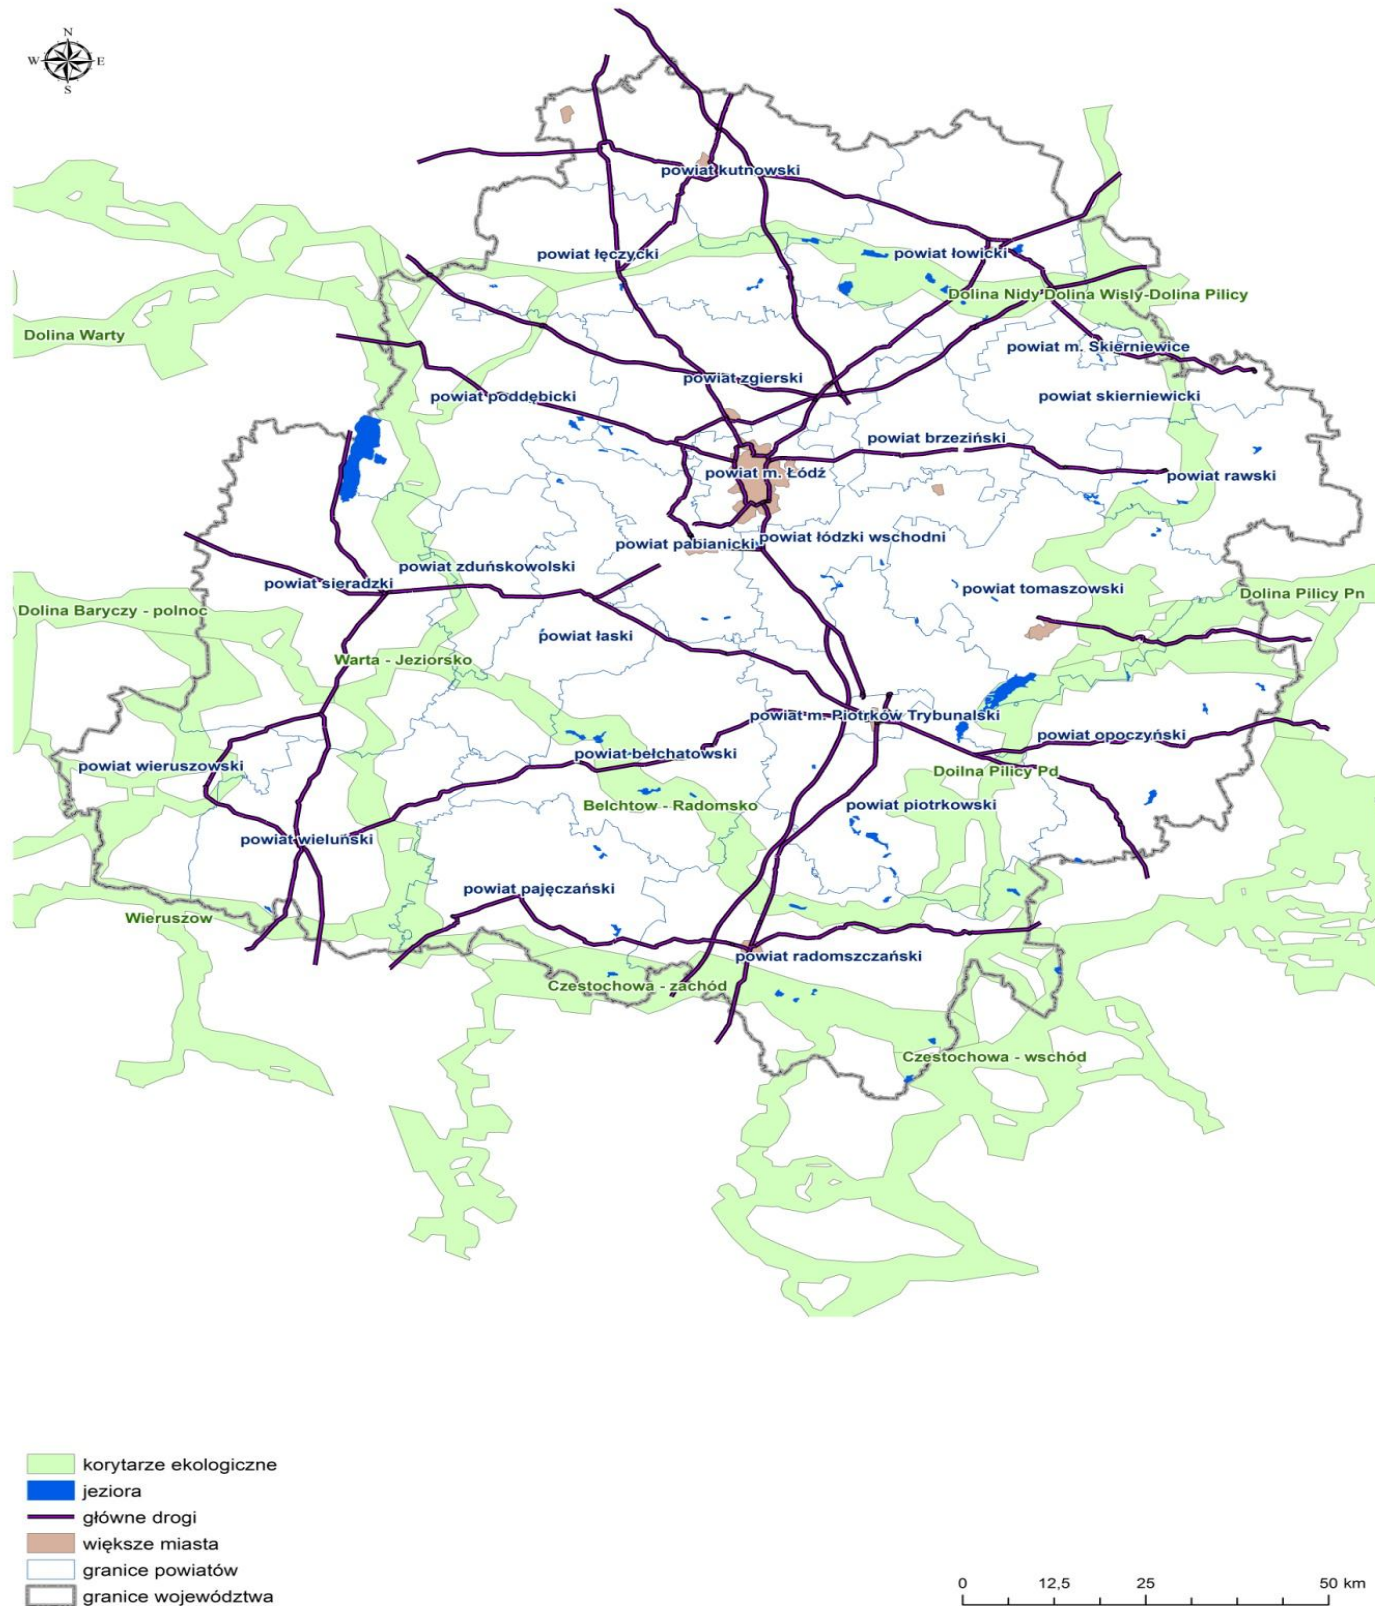 N
W E
S
powiat kutnowski
powiat łęczycki
powiat łowicki
Dolina Nidy Dolina Wisly-Dolina Pilicy
Dolina Warty
powiat m. Skierniewice
powiat zgierski
powiat poddębicki
powiat skierniewicki
powiat brzeziński
powiat m. Łódź
powiat rawski
powiat pabianicki
powiat łódzki wschodni
powiat zduńskowolski
powiat sieradzki
powiat tomaszowski
Dolina Pilicy Pn
Dolina Baryczy - polnoc
powiat łaski
Warta - Jeziorsko
powiat m. Piotrków Trybunalski
powiat opoczyński
powiat bełchatowski
powiat wieruszowski
Doilna Pilicy Pd
Belchtow - Radomsko
powiat piotrkowski
powiat wieluński
powiat pajęczański
Wieruszow
powiat radomszczański
Czestochowa - zachód
Czestochowa - wschód
korytarze ekologiczne
jeziora
główne drogi
większe miasta
granice powiatów
granice województwa
0 12,5 25 50 km